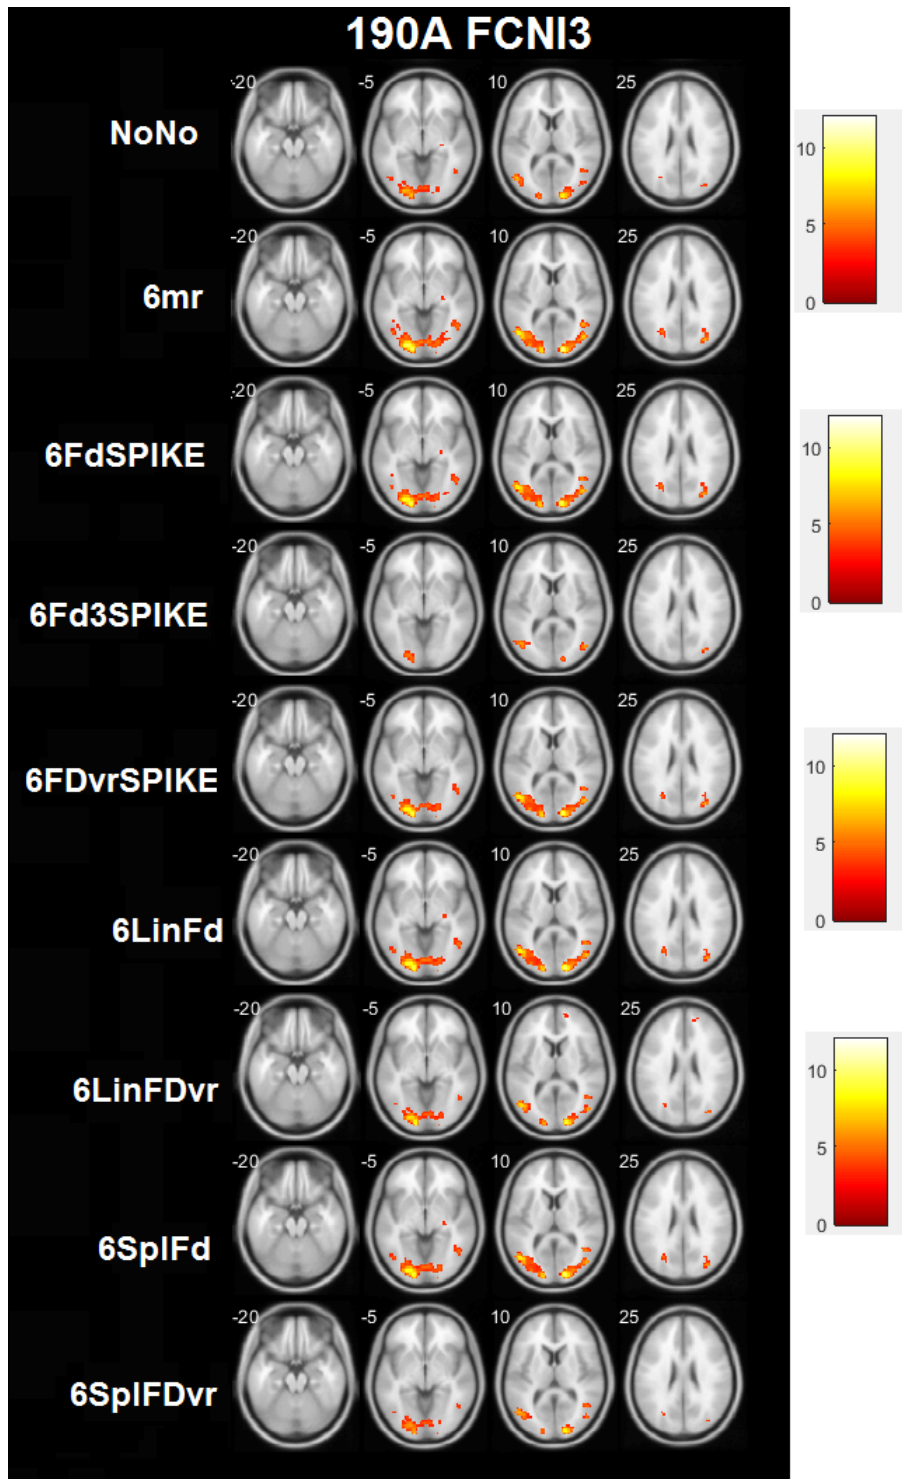 190A FCNI3
-20 -5 10 25
NoNo
10
5
0
-20 -5 10 25
6mr
-20 -5 10 25
6FdSPIKE
10
5
0
-20 -5 10 25
6Fd3SPIKE
-20 -5 10 25
6FDvrSPIKE
10
5
0
-20 -5 10 25
6LinFd
-20 -5 10 25
6LinFDvr
10
5
0
-20 -5 10 25
6SplFd
-20 -5 10 25
6SplFDvr